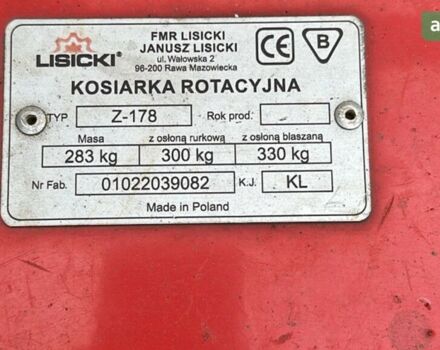 LISICKI
FMR LISICKI
JANUSZ LISICKI
ul. Wałowska 2
96-200 Rawa Mazowiecka
CE
B
KOSIARKA ROTACYJNA
TYP Z-178 Rok prod.
Masa z osłoną rurkową z osłoną blaszaną
283 kg 300 kg 330 kg
Nr Fab. 01022039082 K.J. KL
Made in Poland